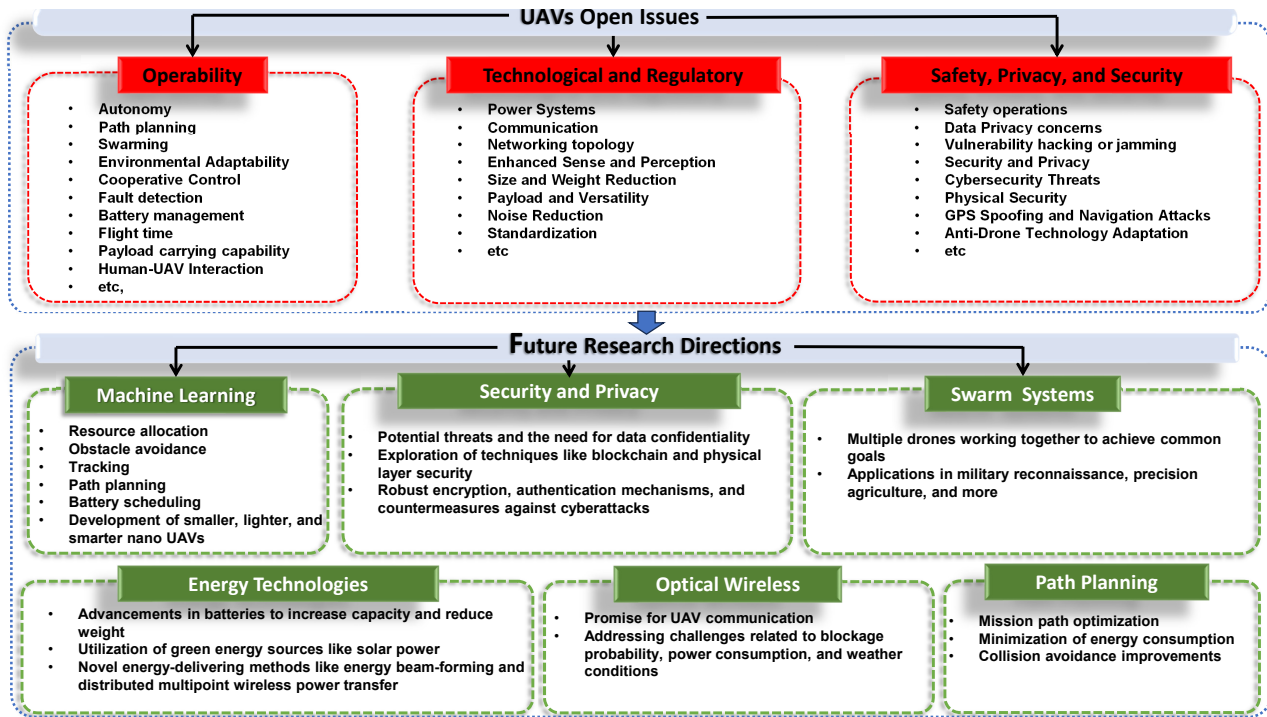 UAVs Open Issues
Operability
• Autonomy
• Path planning
• Swarming
• Environmental Adaptability
• Cooperative Control
• Fault detection
• Battery management
• Flight time
• Payload carrying capability
• Human-UAV Interaction
• etc,
Technological and Regulatory
• Power Systems
• Communication
• Networking topology
• Enhanced Sense and Perception
• Size and Weight Reduction
• Payload and Versatility
• Noise Reduction
• Standardization
• etc
Safety, Privacy, and Security
• Safety operations
• Data Privacy concerns
• Vulnerability hacking or jamming
• Security and Privacy
• Cybersecurity Threats
• Physical Security
• GPS Spoofing and Navigation Attacks
• Anti-Drone Technology Adaptation
• etc
Future Research Directions
Machine Learning
• Resource allocation
• Obstacle avoidance
• Tracking
• Path planning
• Battery scheduling
• Development of smaller, lighter, and
smarter nano UAVs
Security and Privacy
• Potential threats and the need for data confidentiality
• Exploration of techniques like blockchain and physical
layer security
• Robust encryption, authentication mechanisms, and
countermeasures against cyberattacks
Swarm Systems
• Multiple drones working together to achieve common
goals
• Applications in military reconnaissance, precision
agriculture, and more
Energy Technologies
• Advancements in batteries to increase capacity and reduce
weight
• Utilization of green energy sources like solar power
• Novel energy-delivering methods like energy beam-forming and
distributed multipoint wireless power transfer
Optical Wireless
• Promise for UAV communication
• Addressing challenges related to blockage
probability, power consumption, and weather
conditions
Path Planning
• Mission path optimization
• Minimization of energy consumption
• Collision avoidance improvements